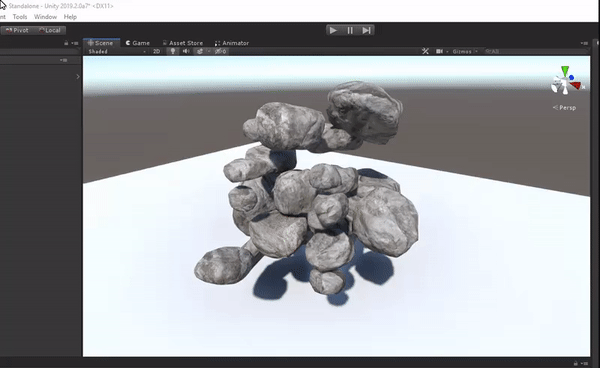 Standalone - Unity 2019.2.0a7* <DX11>
nt Tools Window Help
Pivot Local
Scene Game Asset Store Animator
Shaded 2D Gizmos All
Persp